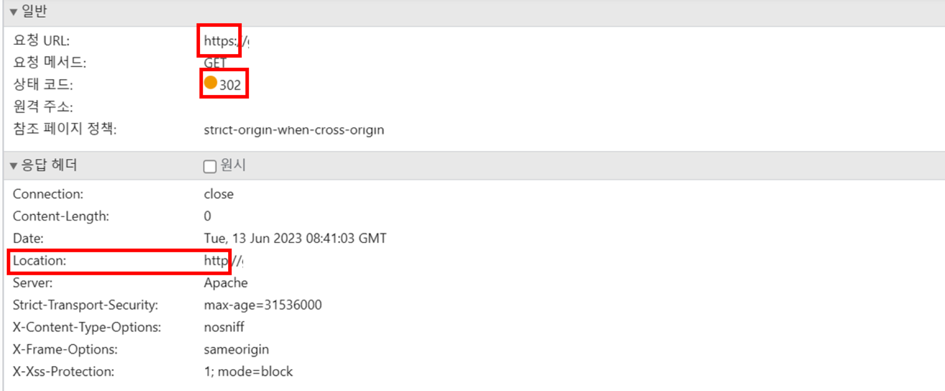 ▼ 일반
요청 URL: https://
요청 메서드: GET
상태 코드: 302
원격 주소:
참조 페이지 정책: strict-origin-when-cross-origin
▼ 응답 헤더 원시
Connection: close
Content-Length: 0
Date: Tue, 13 Jun 2023 08:41:03 GMT
Location: http://
Server: Apache
Strict-Transport-Security: max-age=31536000
X-Content-Type-Options: nosniff
X-Frame-Options: sameorigin
X-Xss-Protection: 1; mode=block